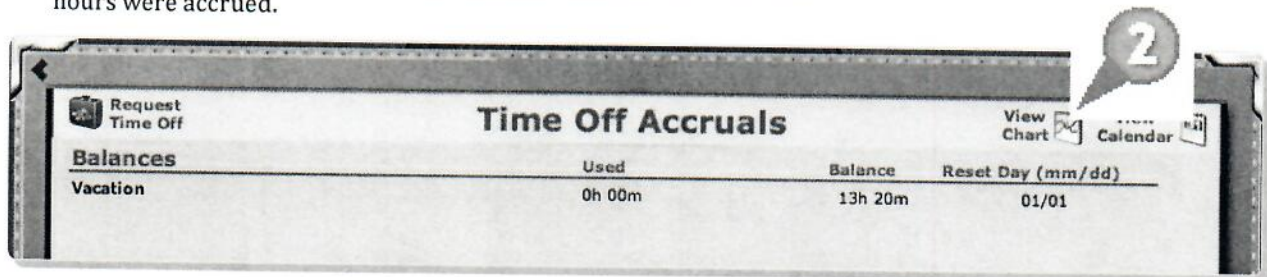 hours were accrued.
2
Request
Time Off
Time Off Accruals
View
Chart
Calendar
Balances Used Balance Reset Day (mm/dd)
Vacation 0h 00m 13h 20m 01/01